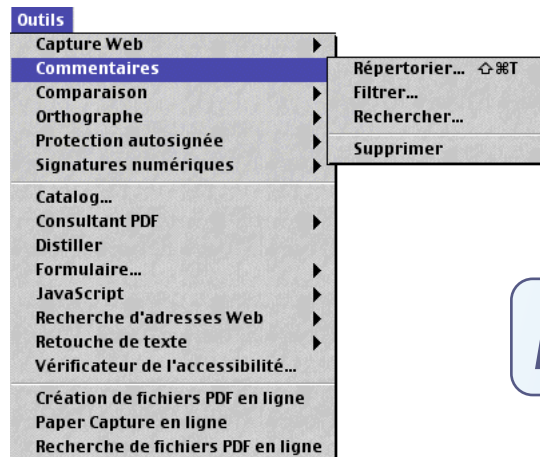 Outils
Capture Web
Commentaires
Comparaison
Orthographe
Protection autosignée
Signatures numériques
Catalog...
Consultant PDF
Distiller
Formulaire...
JavaScript
Recherche d'adresses Web
Retouche de texte
Vérificateur de l'accessibilité...
Création de fichiers PDF en ligne
Paper Capture en ligne
Recherche de fichiers PDF en ligne
Répertorier... ⇧⌘T
Filtrer...
Rechercher...
Supprimer